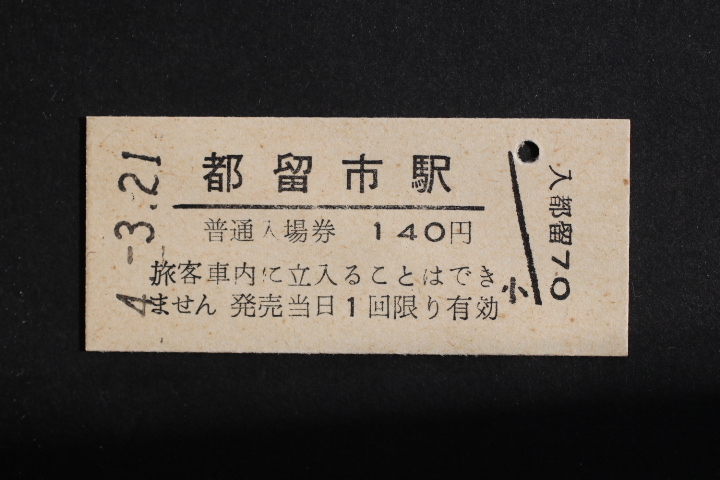 都留市駅
普通入場券 140円
旅客車内に立入ることはでき
ません 発売当日1回限り有効
4.-3.21
入都留70
小